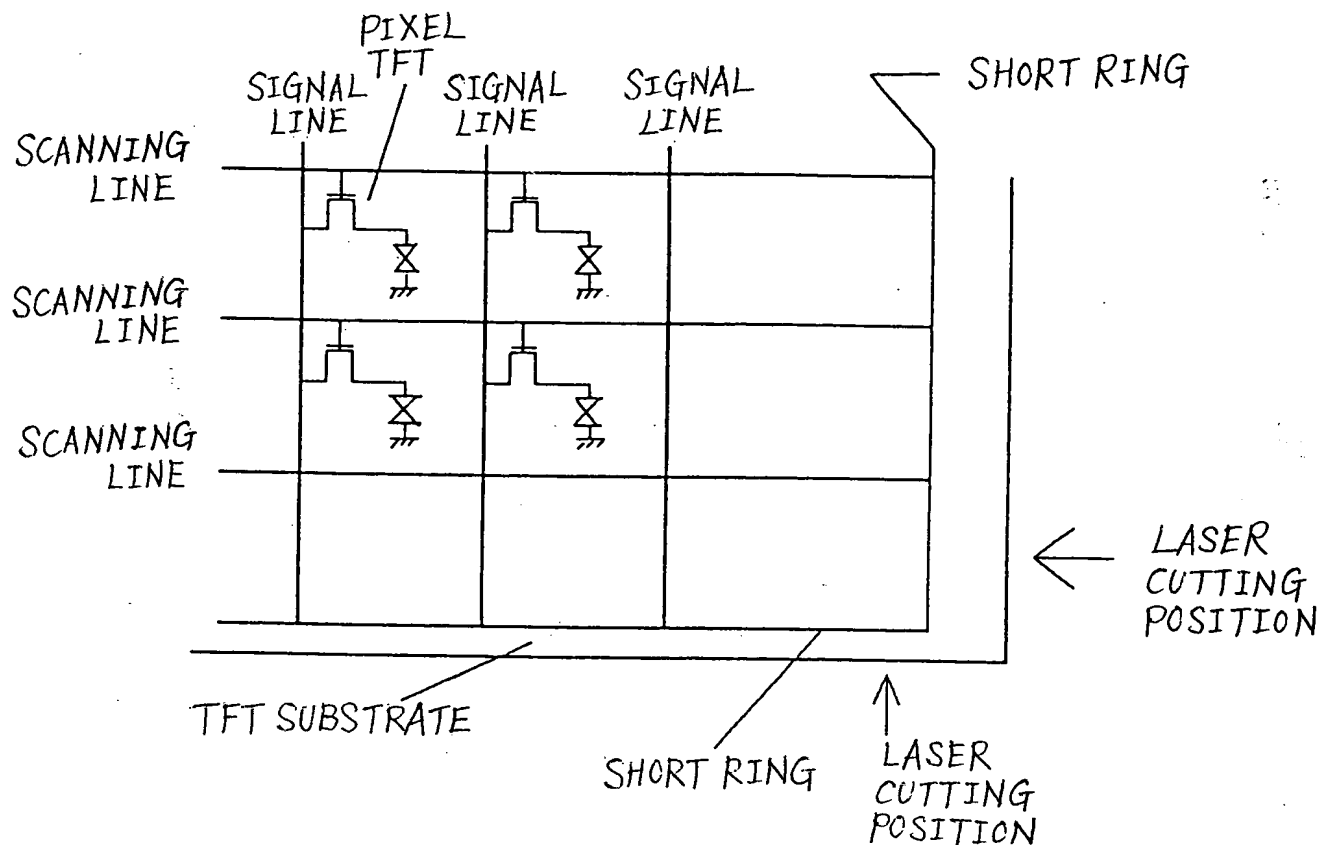 PIXEL
TFT
SIGNAL
LINE
SIGNAL
LINE
SIGNAL
LINE
SHORT RING
SCANNING
LINE
SCANNING
LINE
SCANNING
LINE
LASER
CUTTING
POSITION
TFT SUBSTRATE
SHORT RING
LASER
CUTTING
POSITION